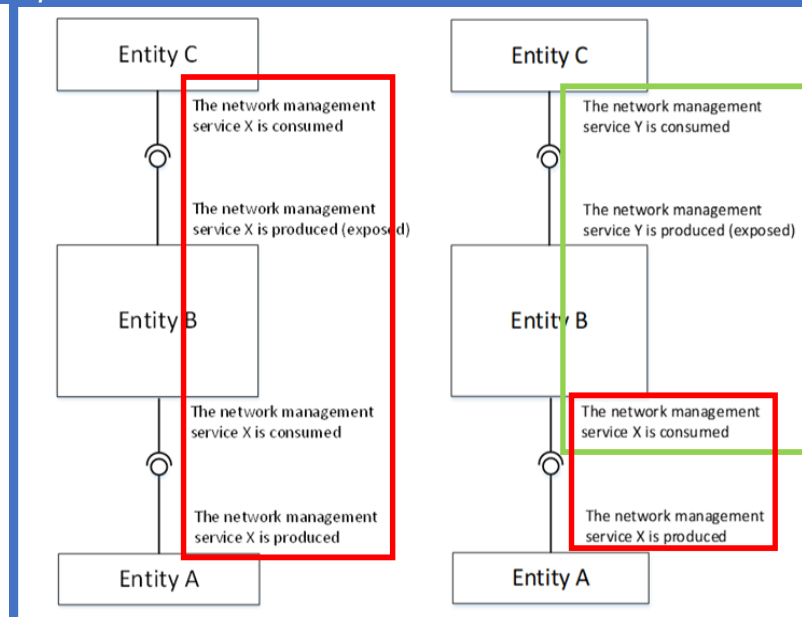 Entity C
The network management
service X is consumed
The network management
service X is produced (exposed)
Entity B
The network management
service X is consumed
The network management
service X is produced
Entity A
Entity C
The network management
service Y is consumed
The network management
service Y is produced (exposed)
Entity B
The network management
service X is consumed
The network management
service X is produced
Entity A